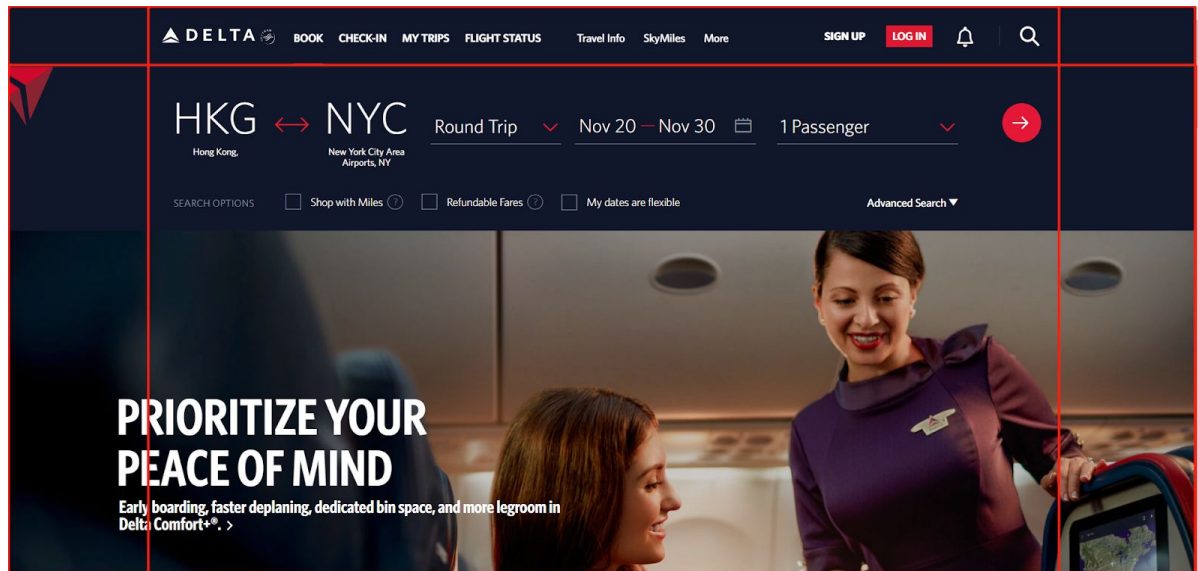 DELTA BOOK CHECK-IN MY TRIPS FLIGHT STATUS Travel Info SkyMiles More SIGN UP LOG IN
HKG NYC Round Trip Nov 20 — Nov 30 1 Passenger
Hong Kong, New York City Area
Airports, NY
SEARCH OPTIONS Shop with Miles ? Refundable Fares ? My dates are flexible Advanced Search
PRIORITIZE YOUR
PEACE OF MIND
Early boarding, faster deplaning, dedicated bin space, and more legroom in
Delta Comfort+®. >